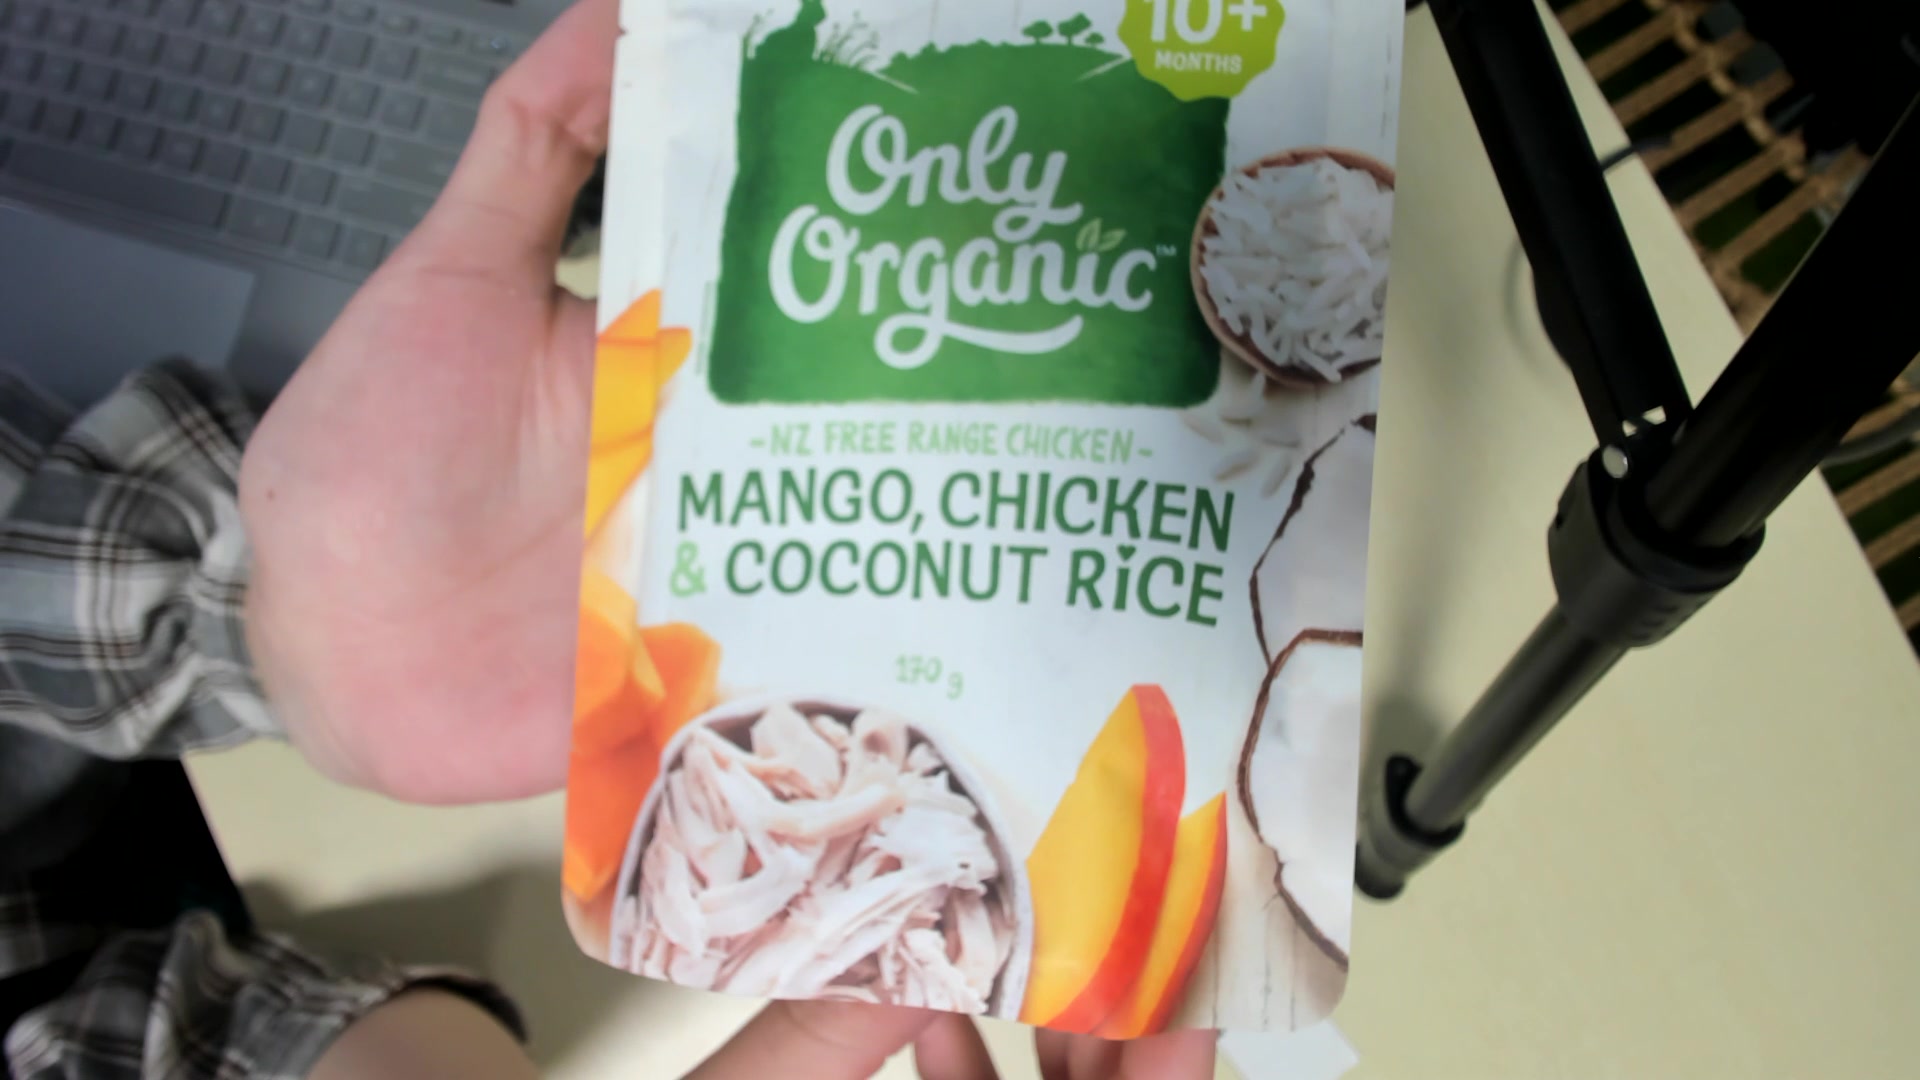 10+
MONTHS
Only
Organic™
-NZ FREE RANGE CHICKEN-
MANGO, CHICKEN
& COCONUT RICE
170 g